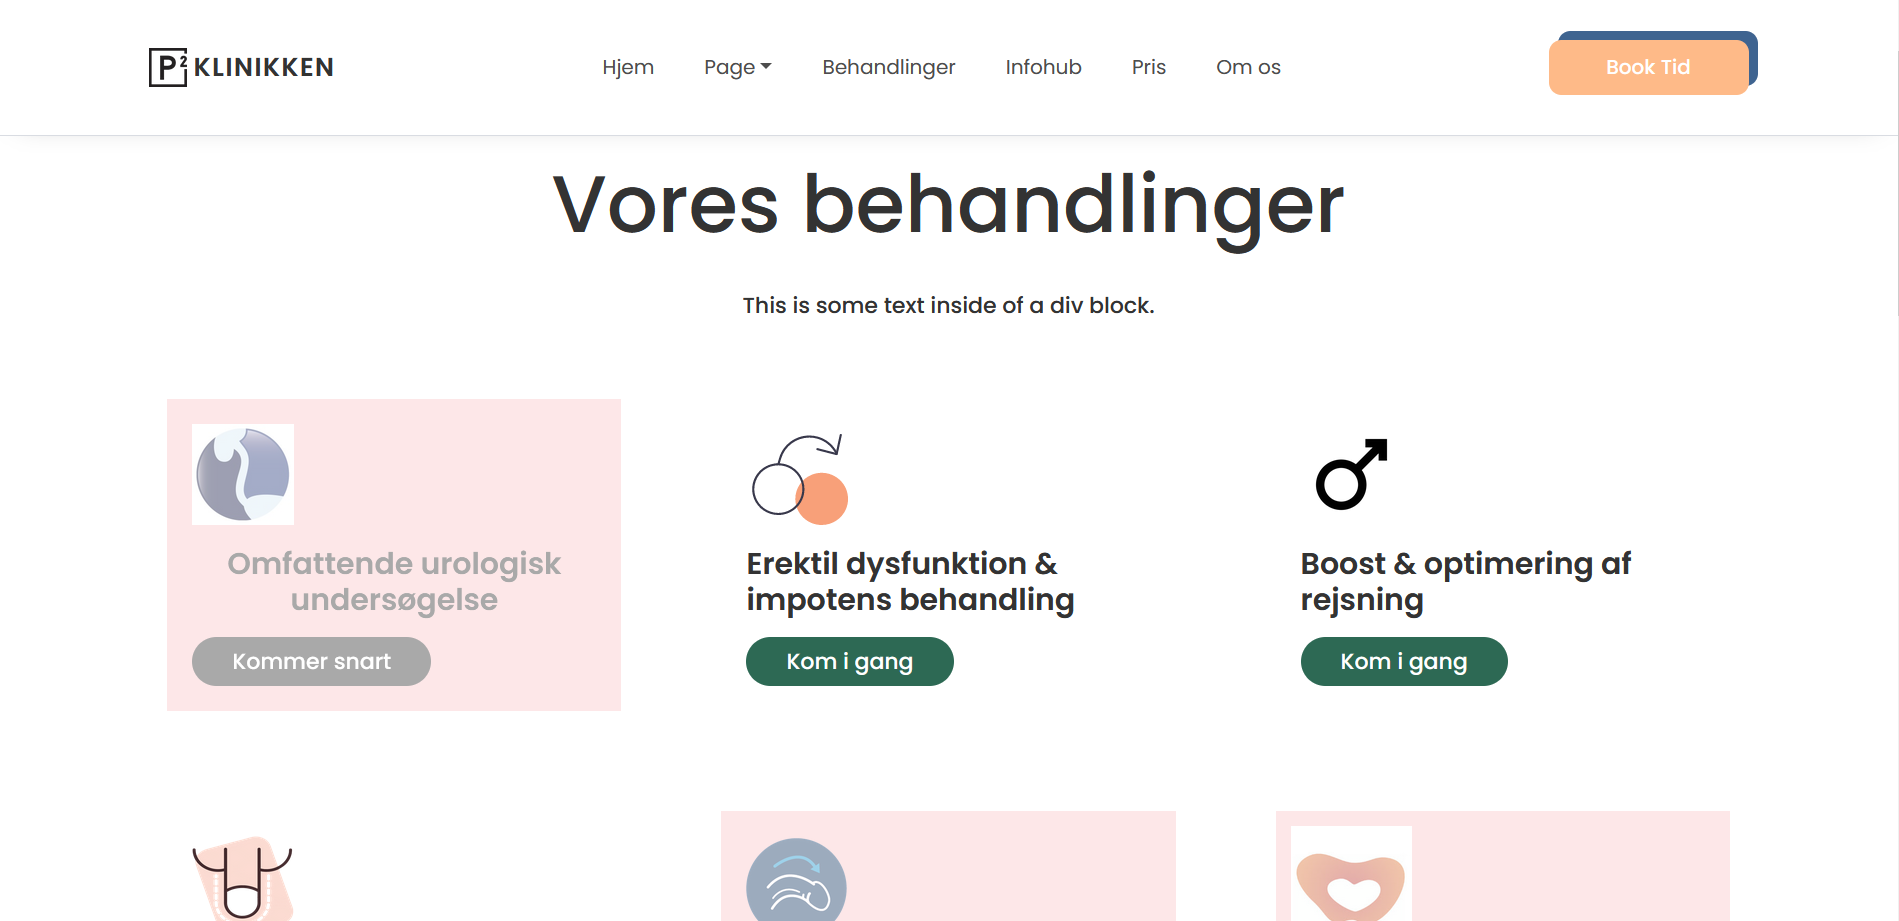 P² KLINIKKEN
Hjem Page Behandlinger Infohub Pris Om os
Book Tid
Vores behandlinger
This is some text inside of a div block.
Omfattende urologisk
undersøgelse
Kommer snart
Erektil dysfunktion &
impotens behandling
Kom i gang
Boost & optimering af
rejsning
Kom i gang